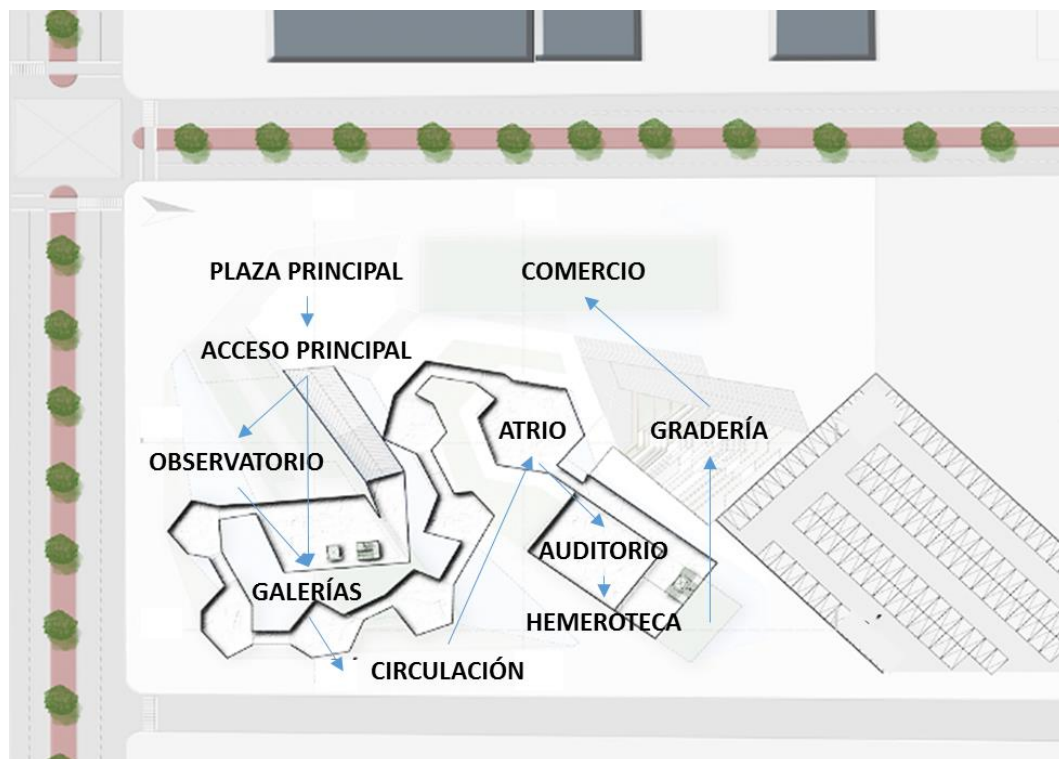 PLAZA PRINCIPAL
COMERCIO
ACCESO PRINCIPAL
ATRIO
GRADERÍA
OBSERVATORIO
AUDITORIO
GALERÍAS
HEMEROTECA
CIRCULACIÓN